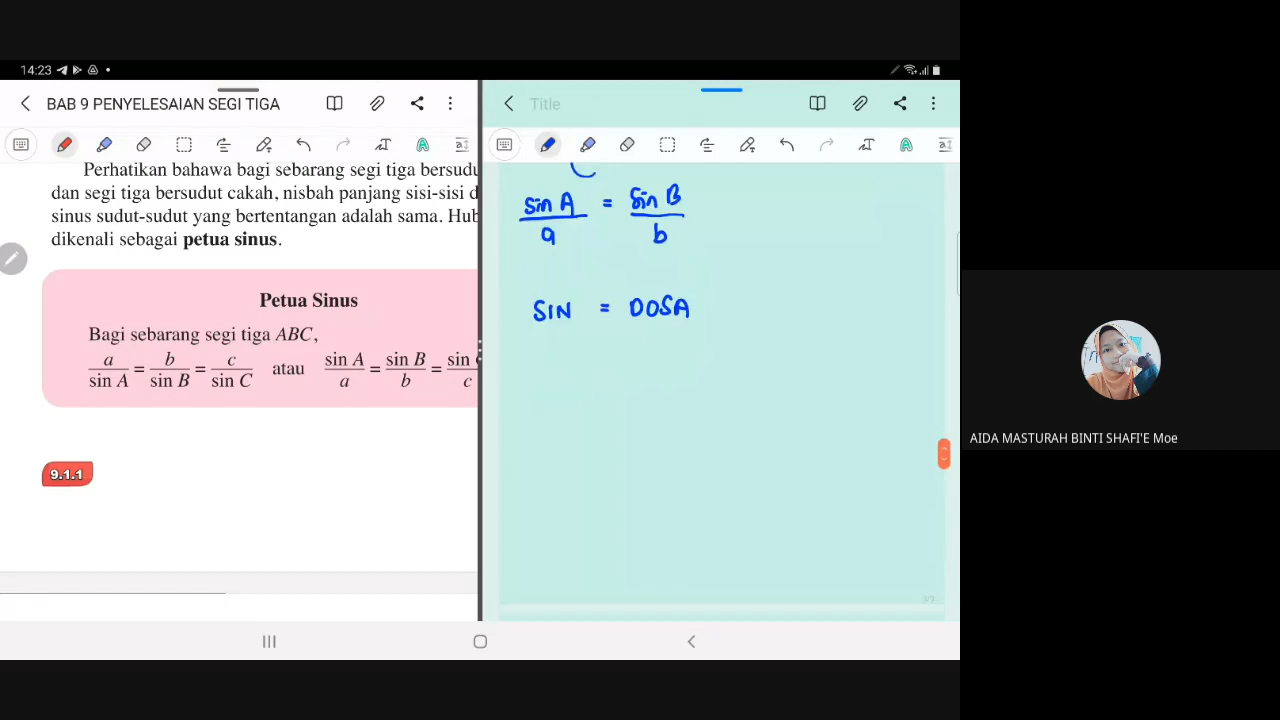 14:23
BAB 9 PENYELESAIAN SEGI TIGA
Perhatikan bahawa bagi sebarang segi tiga bersudu
dan segi tiga bersudut cakah, nisbah panjang sisi-sisi d
sinus sudut-sudut yang bertentangan adalah sama. Hub
dikenali sebagai petua sinus.
Petua Sinus
Bagi sebarang segi tiga ABC,
a/sin A = b/sin B = c/sin C atau sin A/a = sin B/b = sin C/c
9.1.1
Title
sin A/a = sin B/b
SIN = DOSA
AIDA MASTURAH BINTI SHAFI'E Moe